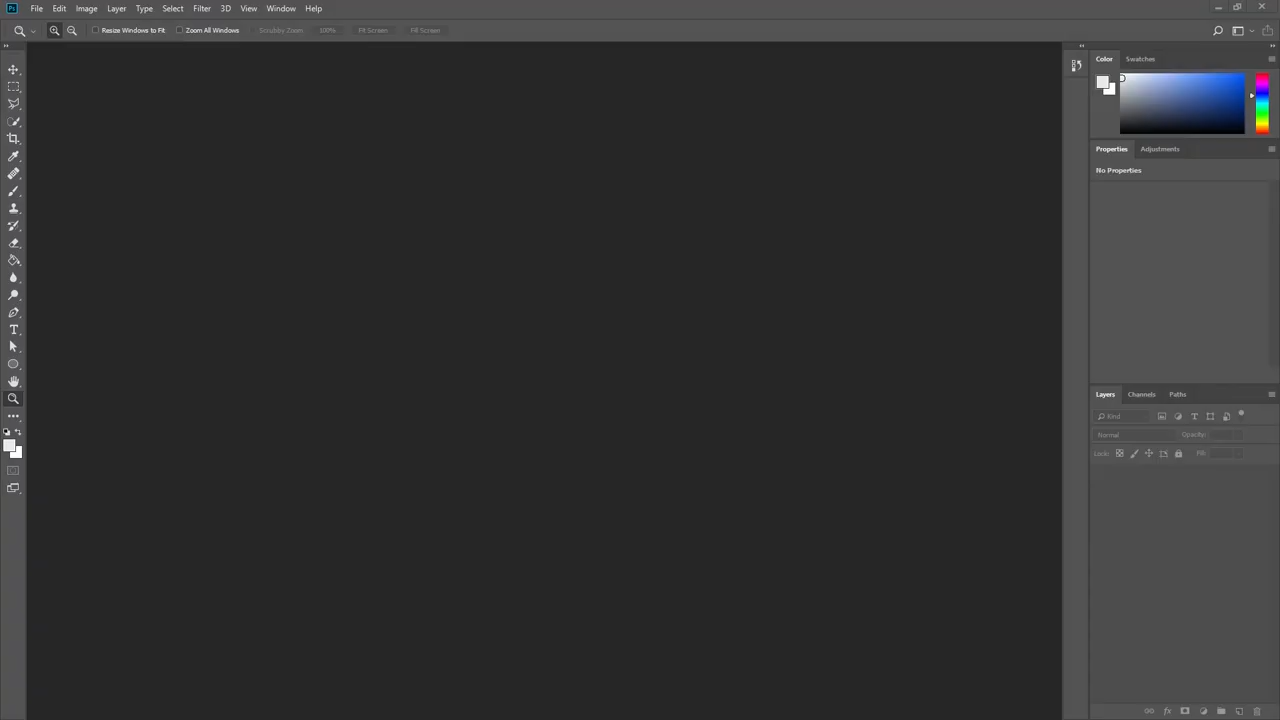 Ps File Edit Image Layer Type Select Filter 3D View Window Help
Resize Windows to Fit Zoom All Windows Scrubby Zoom 100% Fit Screen Fill Screen
Color Swatches
Properties Adjustments
No Properties
Layers Channels Paths
Kind
Normal Opacity:
Lock: Fill: